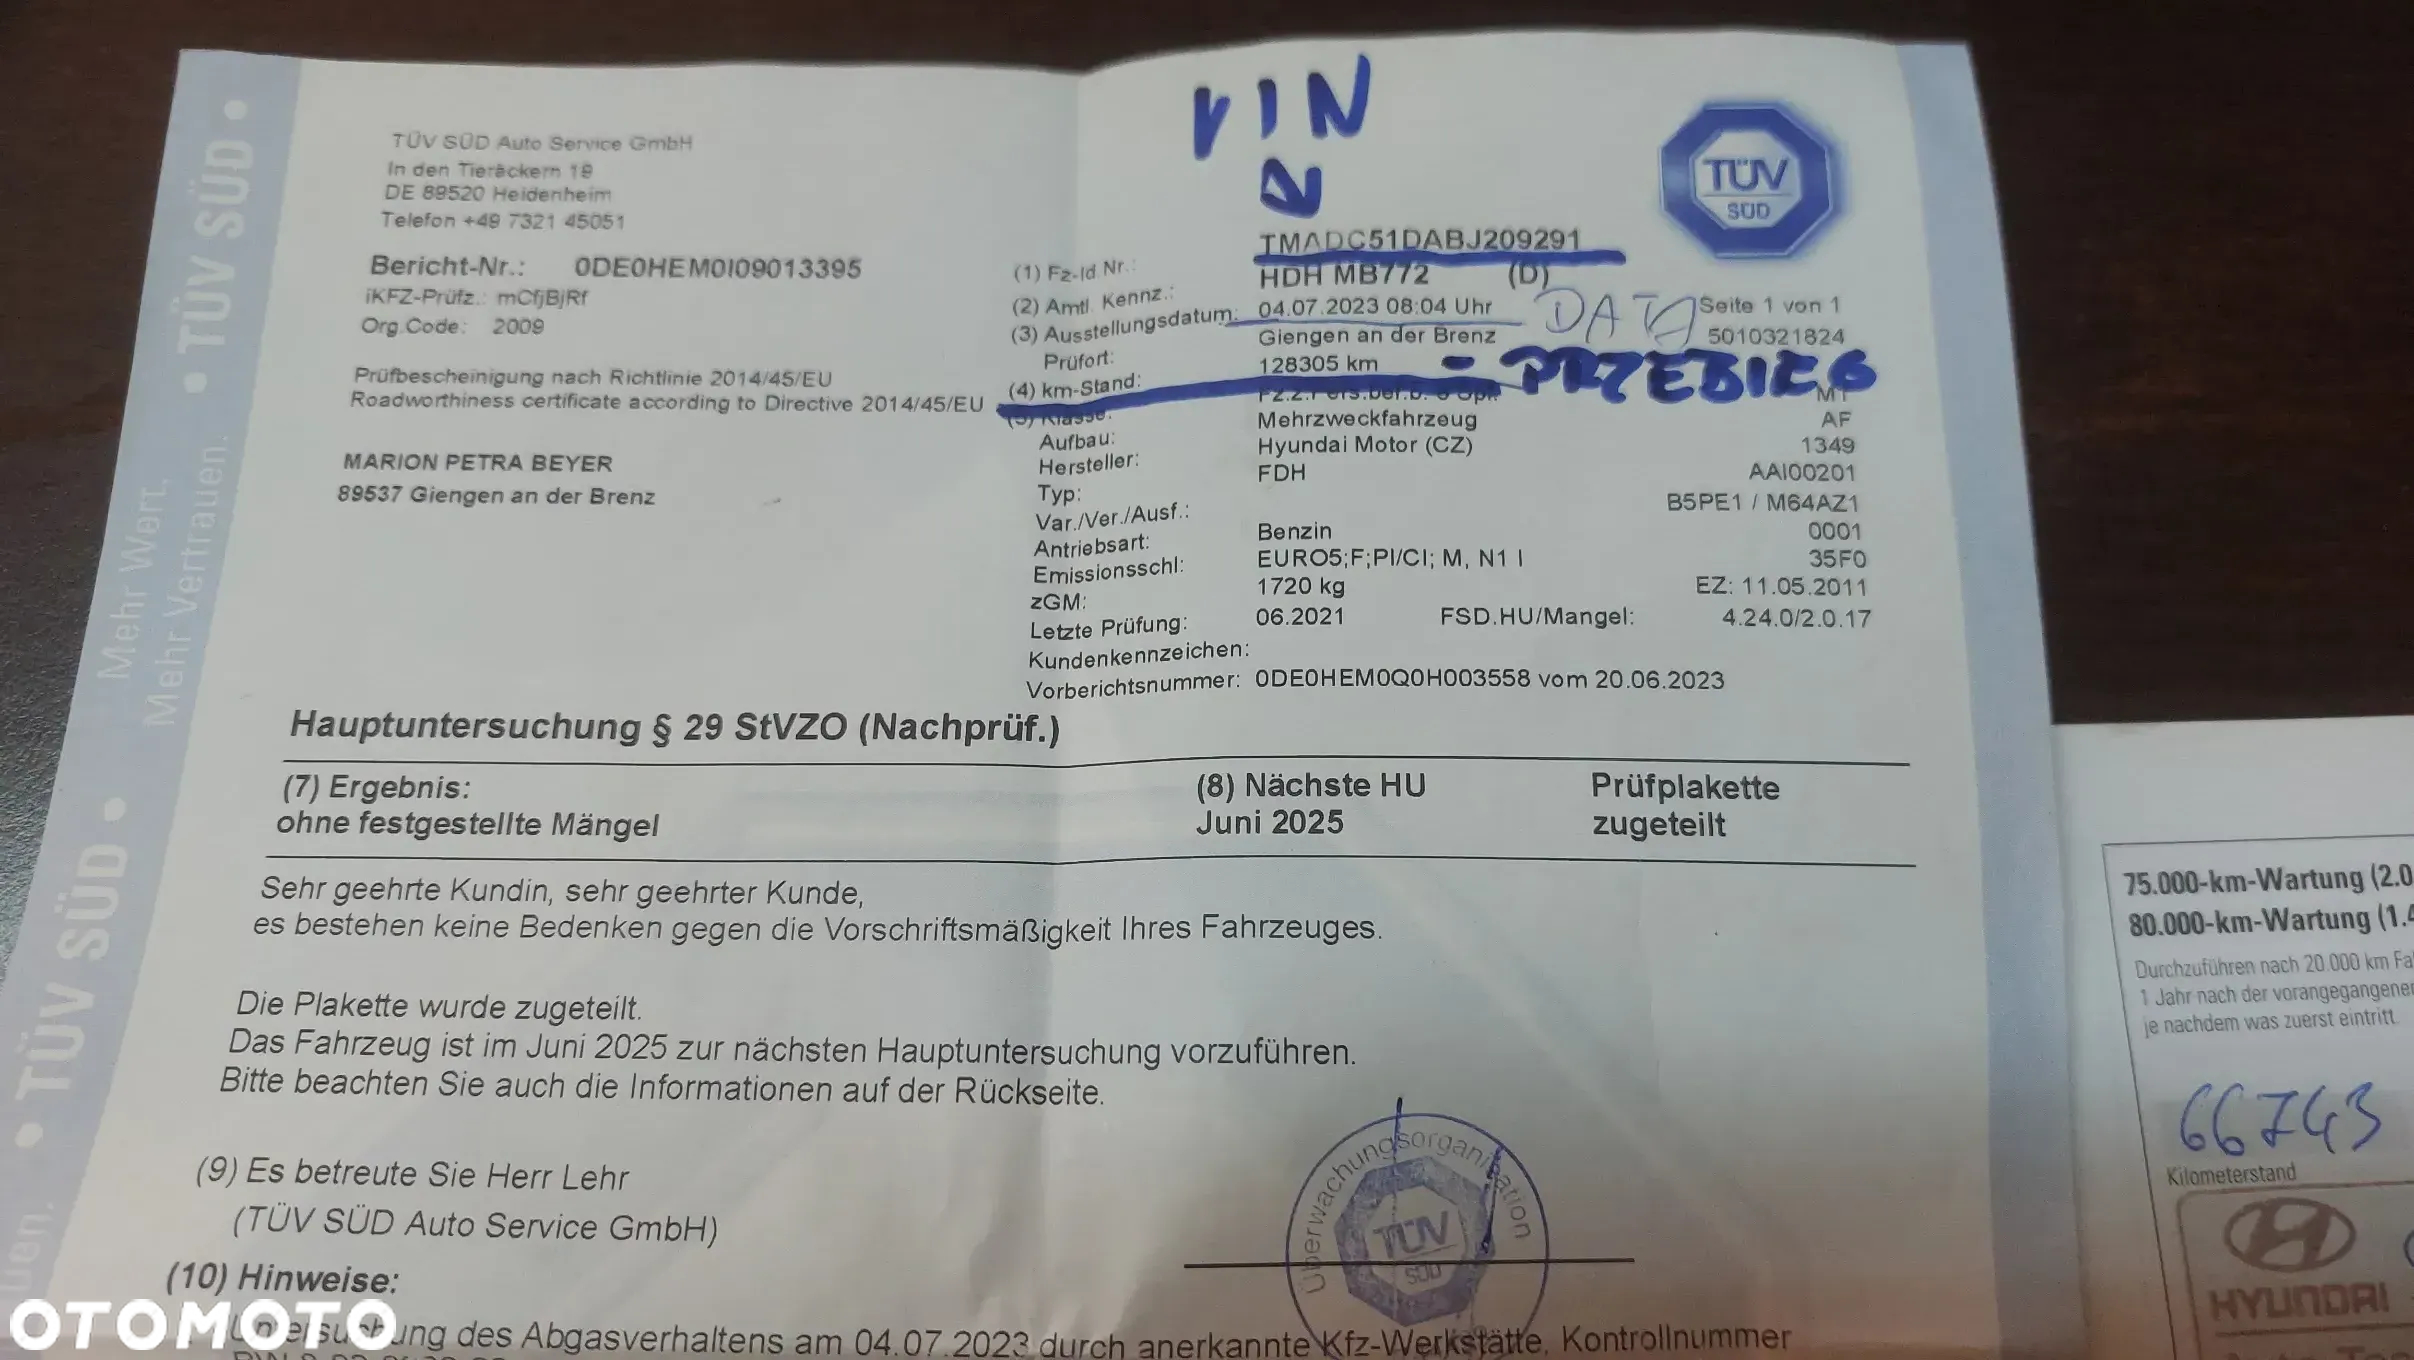 TÜV SÜD Auto Service GmbH
In den Tieräckern 19
DE 89520 Heidenheim
Telefon +49 7321 45051
Bericht-Nr.: 0DE0HEM0I09013395
iKFZ-Prüfz.: mCfjBjRf
Org.Code: 2009
Prüfbescheinigung nach Richtlinie 2014/45/EU
Roadworthiness certificate according to Directive 2014/45/EU
MARION PETRA BEYER
89537 Giengen an der Brenz
VIN
TÜV
SÜD
(1) Fz-Id Nr.: TMADC51DABJ209291
(2) Amtl. Kennz.: HDH MB772 (D)
(3) Ausstellungsdatum: 04.07.2023 08:04 Uhr DATA Seite 1 von 1
Prüfort: Giengen an der Brenz 5010321824
(4) km-Stand: 128305 km - PRZEBIEG
(5) Klasse: Fz.z.Pers.bef.b. 8 Spl. M1
Aufbau: Mehrzweckfahrzeug AF
Hersteller: Hyundai Motor (CZ) 1349
Typ: FDH AAI00201
Var./Ver./Ausf.: B5PE1 / M64AZ1
Antriebsart: Benzin 0001
Emissionsschl: EURO5;F;PI/CI; M, N1 I 35F0
zGM: 1720 kg EZ: 11.05.2011
Letzte Prüfung: 06.2021 FSD.HU/Mangel: 4.24.0/2.0.17
Kundenkennzeichen:
Vorberichtsnummer: 0DE0HEM0Q0H003558 vom 20.06.2023
Hauptuntersuchung § 29 StVZO (Nachprüf.)
(7) Ergebnis: (8) Nächste HU Prüfplakette
ohne festgestellte Mängel Juni 2025 zugeteilt
Sehr geehrte Kundin, sehr geehrter Kunde,
es bestehen keine Bedenken gegen die Vorschriftsmäßigkeit Ihres Fahrzeuges.
Die Plakette wurde zugeteilt.
Das Fahrzeug ist im Juni 2025 zur nächsten Hauptuntersuchung vorzuführen.
Bitte beachten Sie auch die Informationen auf der Rückseite.
(9) Es betreute Sie Herr Lehr
(TÜV SÜD Auto Service GmbH)
(10) Hinweise:
Untersuchung des Abgasverhaltens am 04.07.2023 durch anerkannte Kfz-Werkstätte, Kontrollnummer
Überwachungsorganisation
TÜV
SÜD
• TÜV SÜD •
Mehr Wert.
Mehr Vertrauen.
• TÜV SÜD •
75.000-km-Wartung (2.0
80.000-km-Wartung (1.4
Durchzuführen nach 20.000 km
1 Jahr nach der vorangegangenen
je nachdem was zuerst eintritt.
66743
Kilometerstand
HYUNDAI
OTOMOTO